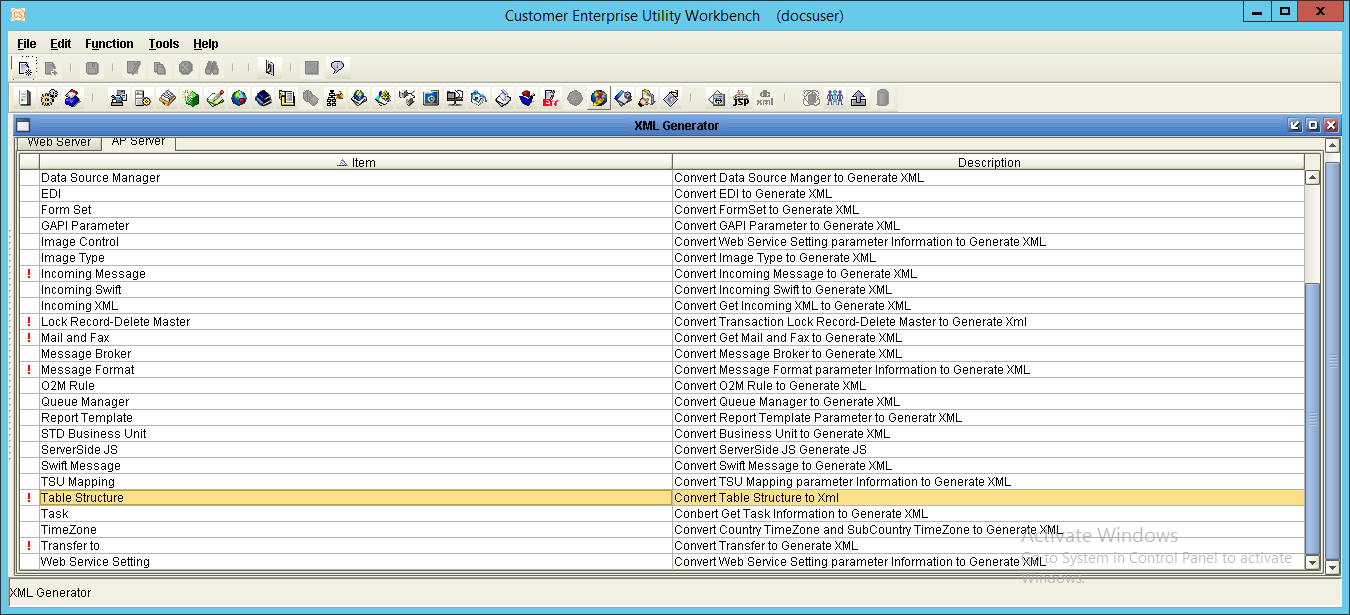 Customer Enterprise Utility Workbench (docsuser)
File Edit Function Tools Help
JSP
xml
XML Generator
Web Server AP Server
Item Description
Data Source Manager Convert Data Source Manger to Generate XML
EDI Convert EDI to Generate XML
Form Set Convert FormSet to Generate XML
GAPI Parameter Convert GAPI Parameter to Generate XML
Image Control Convert Web Service Setting parameter Information to Generate XML
Image Type Convert Image Type to Generate XML
! Incoming Message Convert Incoming Message to Generate XML
Incoming Swift Convert Incoming Swift to Generate XML
Incoming XML Convert Get Incoming XML to Generate XML
! Lock Record-Delete Master Convert Transaction Lock Record-Delete Master to Generate Xml
! Mail and Fax Convert Get Mail and Fax to Generate XML
Message Broker Convert Message Broker to Generate XML
! Message Format Convert Message Format parameter Information to Generate XML
O2M Rule Convert O2M Rule to Generate XML
Queue Manager Convert Queue Manager to Generate XML
Report Template Convert Report Template Parameter to Generatr XML
STD Business Unit Convert Business Unit to Generate XML
ServerSide JS Convert ServerSide JS Generate JS
Swift Message Convert Swift Message to Generate XML
TSU Mapping Convert TSU Mapping parameter Information to Generate XML
! Table Structure Convert Table Structure to Xml
Task Conbert Get Task Information to Generate XML
TimeZone Convert Country TimeZone and SubCountry TimeZone to Generate XML
! Transfer to Convert Transfer to Generate XML
Web Service Setting Convert Web Service Setting parameter Information to Generate XML
Activate Windows
Go to System in Control Panel to activate
Windows.
XML Generator